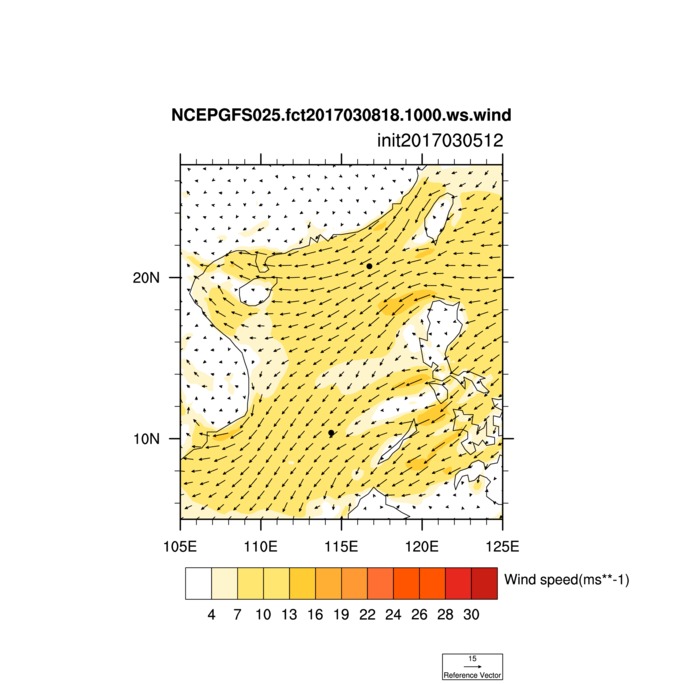 NCEPGFS025.fct2017030818.1000.ws.wind
init2017030512
20N
10N
105E 110E 115E 120E 125E
Wind speed(ms**-1)
4 7 10 13 16 19 22 24 26 28 30
15
Reference Vector